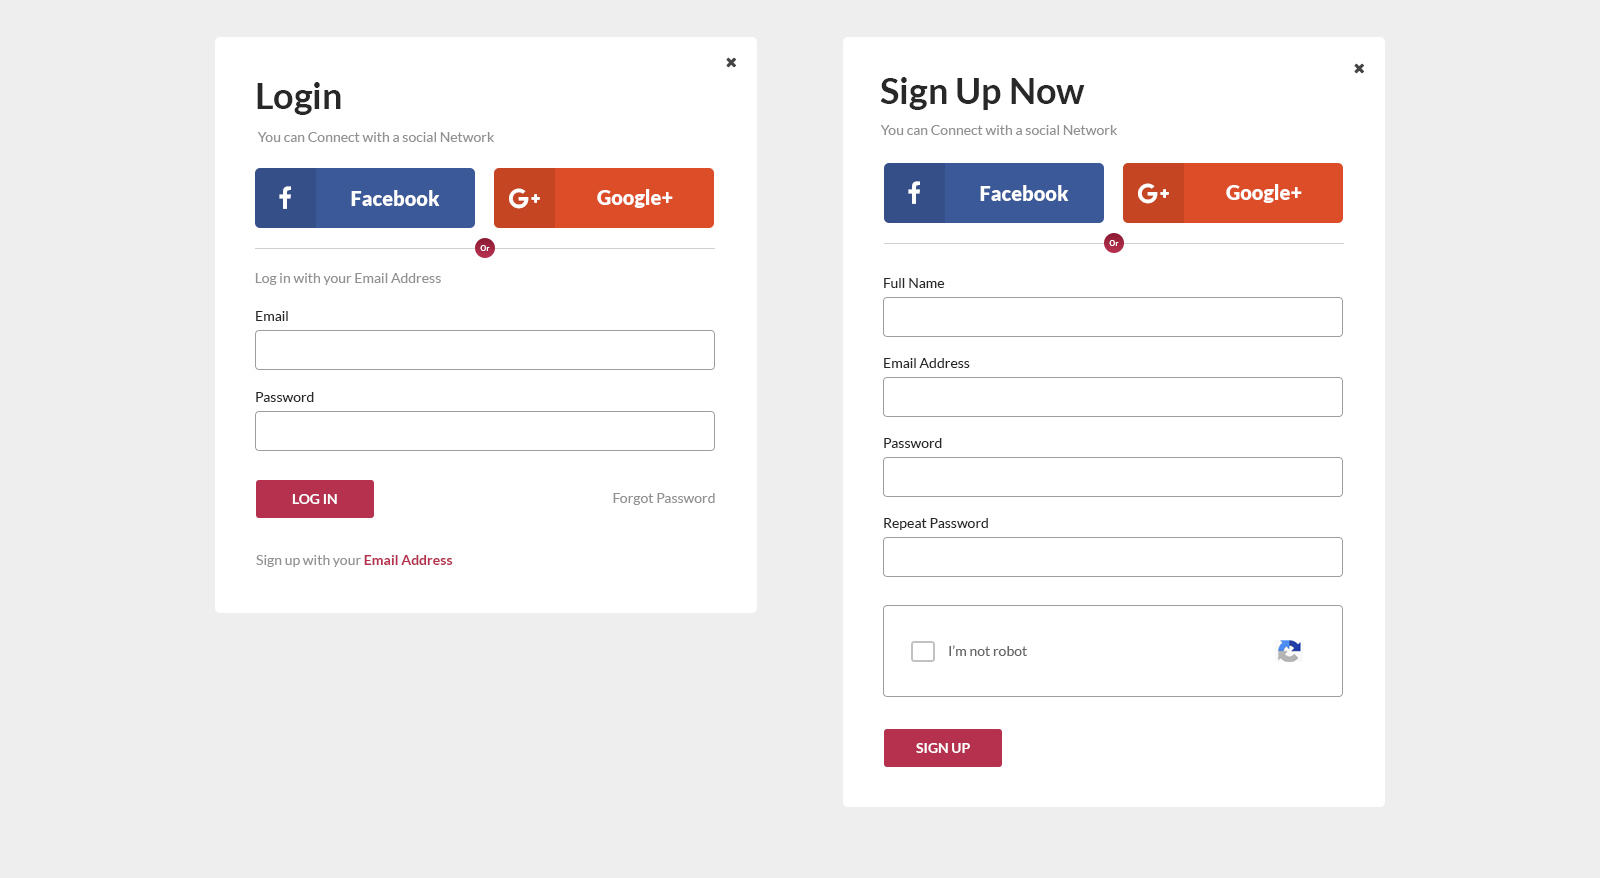 Login
You can Connect with a social Network
Facebook
G+ Google+
Or
Log in with your Email Address
Email
Password
LOG IN
Forgot Password
Sign up with your Email Address
Sign Up Now
You can Connect with a social Network
Facebook
G+ Google+
Or
Full Name
Email Address
Password
Repeat Password
I'm not robot
SIGN UP